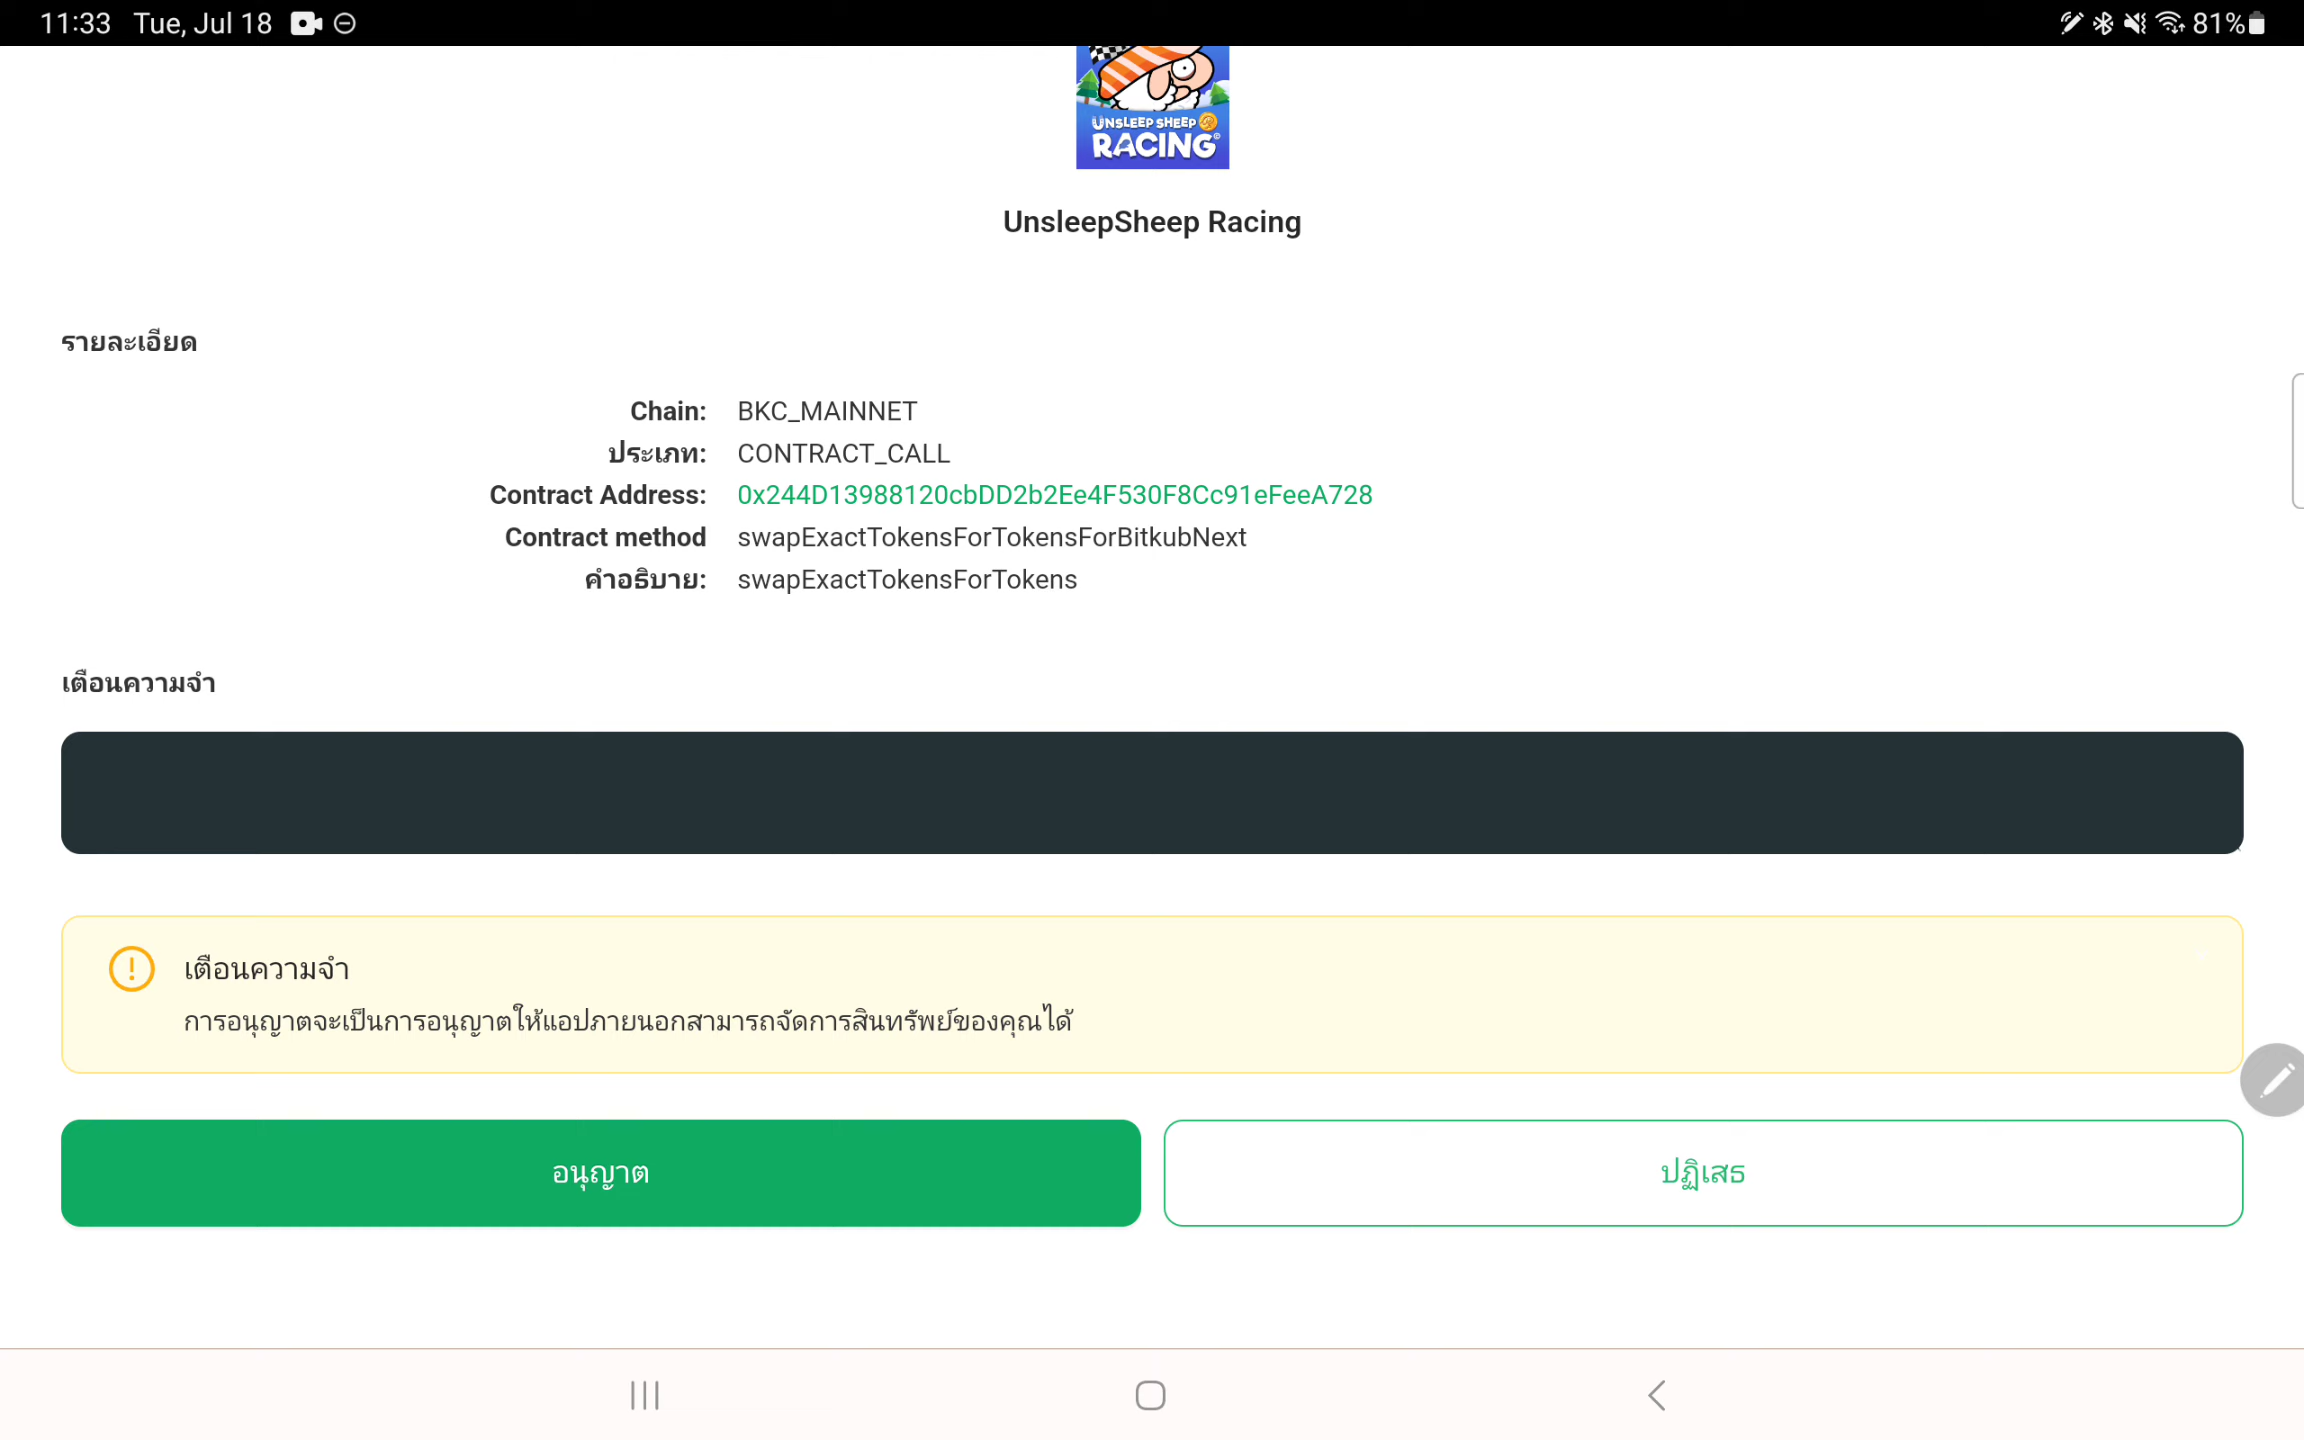 11:33 Tue, Jul 18 81%
UNSLEEP SHEEP
RACING
UnsleepSheep Racing
รายละเอียด
Chain: BKC_MAINNET
ประเภท: CONTRACT_CALL
Contract Address: 0x244D13988120cbDD2b2Ee4F530F8Cc91eFeeA728
Contract method swapExactTokensForTokensForBitkubNext
คำอธิบาย: swapExactTokensForTokens
เตือนความจำ
เตือนความจำ
การอนุญาตจะเป็นการอนุญาตให้แอปภายนอกสามารถจัดการสินทรัพย์ของคุณได้
อนุญาต ปฏิเสธ